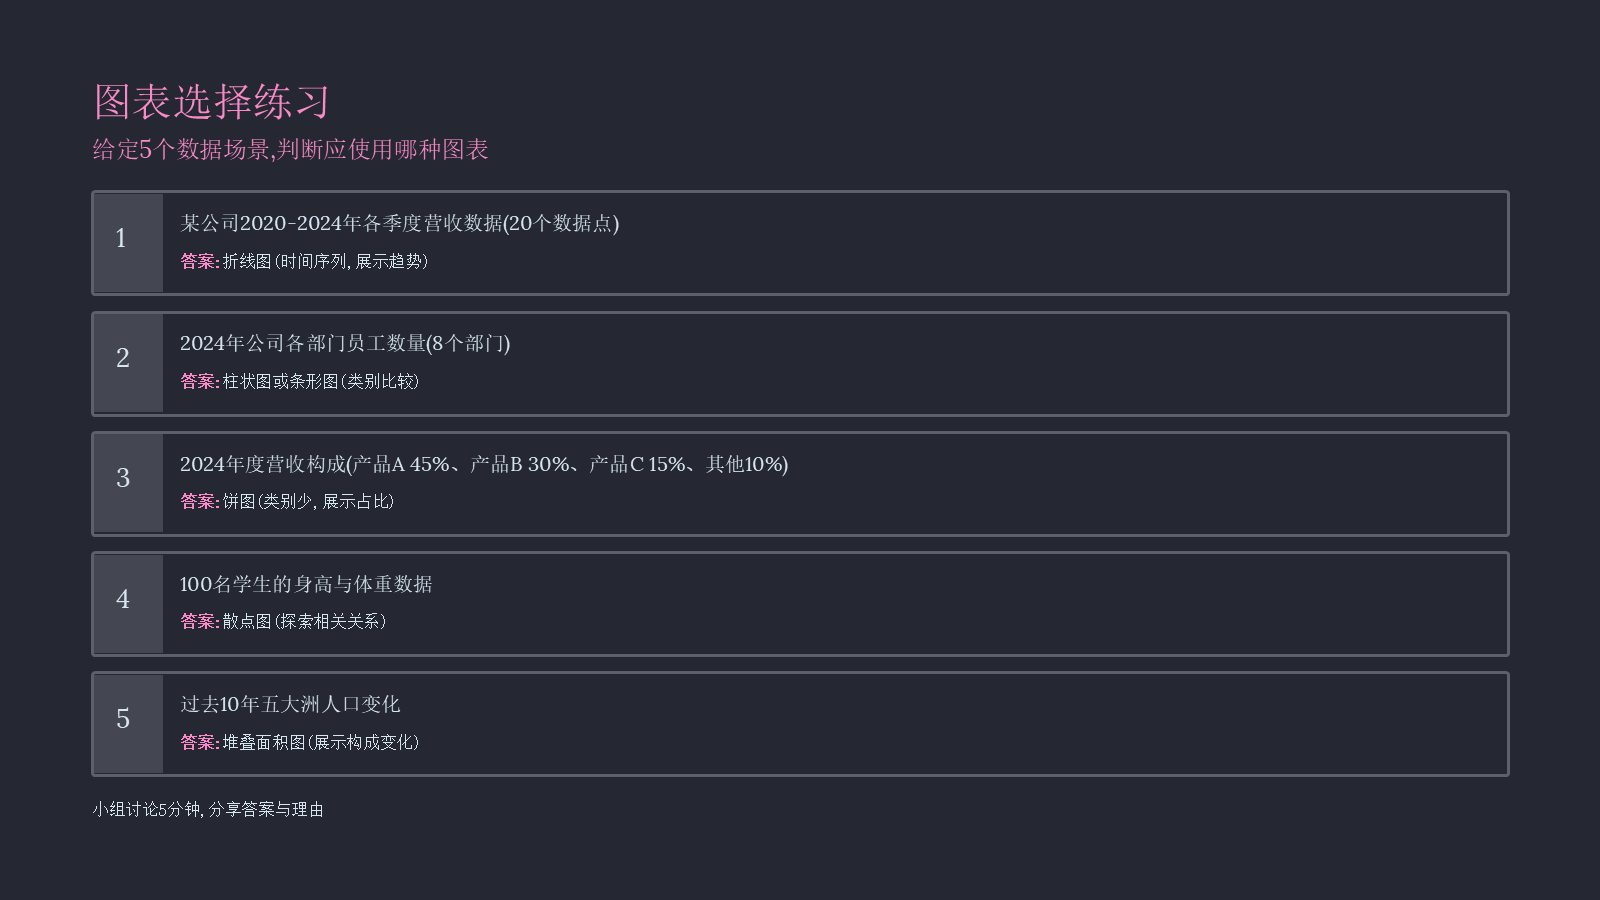 图表选择练习
给定5个数据场景,判断应使用哪种图表
1
某公司2020-2024年各季度营收数据(20个数据点)
答案:折线图(时间序列, 展示趋势)
2
2024年公司各部门员工数量(8个部门)
答案:柱状图或条形图(类别比较)
3
2024年度营收构成(产品A 45%、产品B 30%、产品C 15%、其他10%)
答案:饼图(类别少, 展示占比)
4
100名学生的身高与体重数据
答案:散点图(探索相关关系)
5
过去10年五大洲人口变化
答案:堆叠面积图(展示构成变化)
小组讨论5分钟, 分享答案与理由